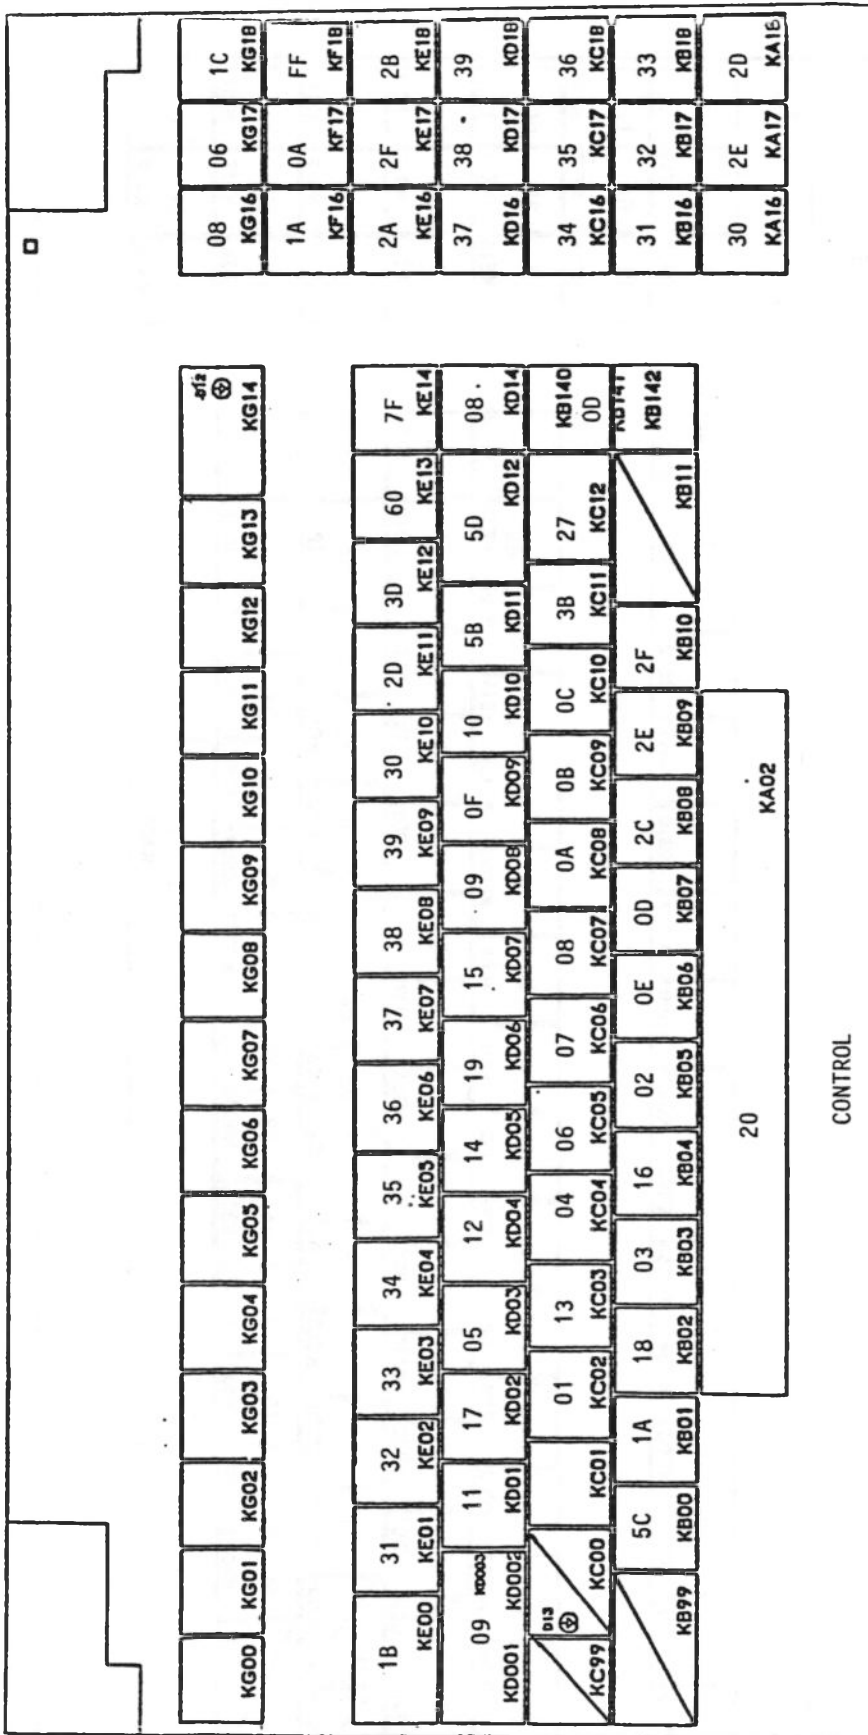 D12 08 06 1C
KG00 KG01 KG02 KG03 KG04 KG05 KG06 KG07 KG08 KG09 KG10 KG11 KG12 KG13 KG14 KG16 KG17 KG18
1A 0A FF
KF16 KF17 KF18
1B 31 32 33 34 35 36 37 38 39 30 2D 3D 60 7F 2A 2F 2B
KE00 KE01 KE02 KE03 KE04 KE05 KE06 KE07 KE08 KE09 KE10 KE11 KE12 KE13 KE14 KE16 KE17 KE18
09 KD003 11 17 05 12 14 19 15 09 0F 10 5B 5D 08 37 38 39
KD001 KD002 KD01 KD02 KD03 KD04 KD05 KD06 KD07 KD08 KD09 KD10 KD11 KD12 KD14 KD16 KD17 KD18
D13 01 13 04 06 07 08 0A 0B 0C 3B 27 KB140 0D 34 35 36
KC99 KC00 KC01 KC02 KC03 KC04 KC05 KC06 KC07 KC08 KC09 KC10 KC11 KC12 KC16 KC17 KC18
5C 1A 18 03 16 02 0E 0D 2C 2E 2F KB141 KB142 31 32 33
KB99 KB00 KB01 KB02 KB03 KB04 KB05 KB06 KB07 KB08 KB09 KB10 KB11 KB16 KB17 KB18
20 30 2E 2D
KA02 KA16 KA17 KA18
CONTROL